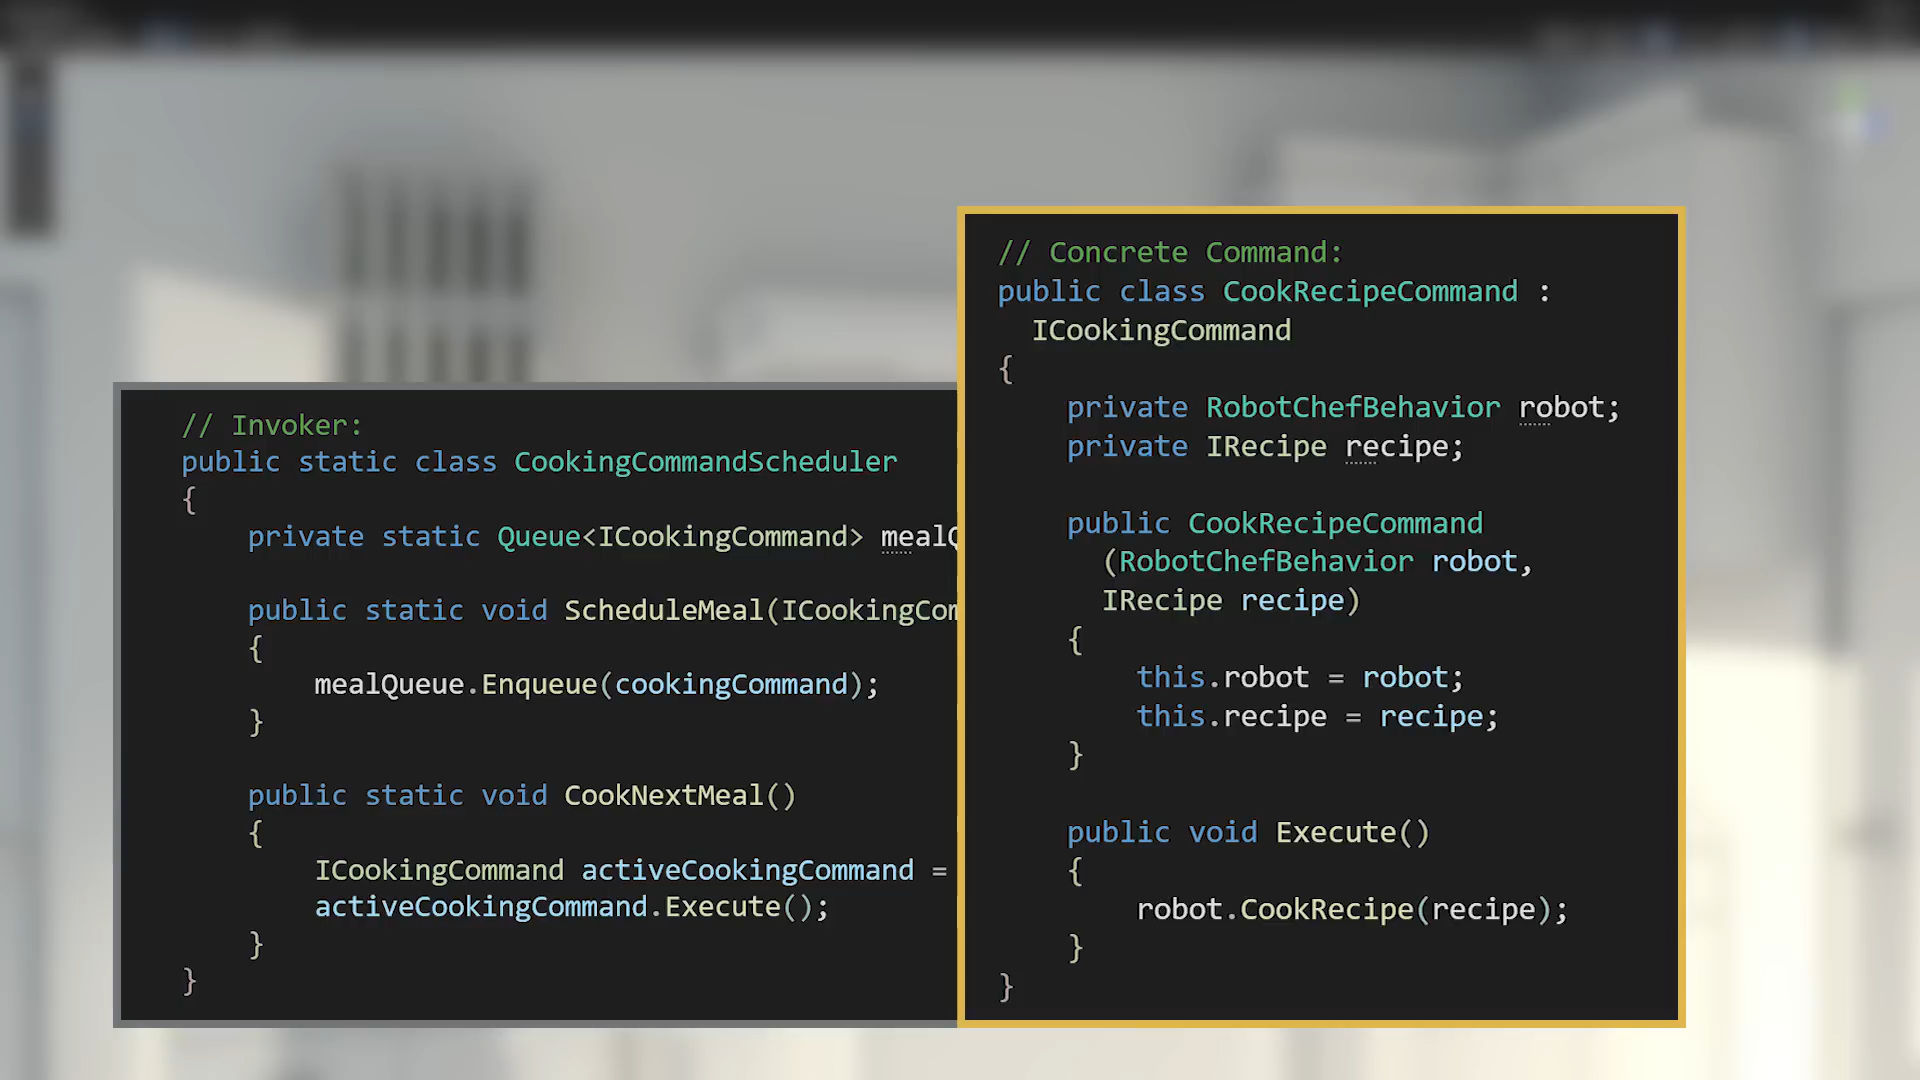 // Invoker:
public static class CookingCommandScheduler
{
private static Queue<ICookingCommand> mealQ
public static void ScheduleMeal(ICookingCom
{
mealQueue.Enqueue(cookingCommand);
}
public static void CookNextMeal()
{
ICookingCommand activeCookingCommand =
activeCookingCommand.Execute();
}
}
// Concrete Command:
public class CookRecipeCommand :
ICookingCommand
{
private RobotChefBehavior robot;
private IRecipe recipe;
public CookRecipeCommand
(RobotChefBehavior robot,
IRecipe recipe)
{
this.robot = robot;
this.recipe = recipe;
}
public void Execute()
{
robot.CookRecipe(recipe);
}
}